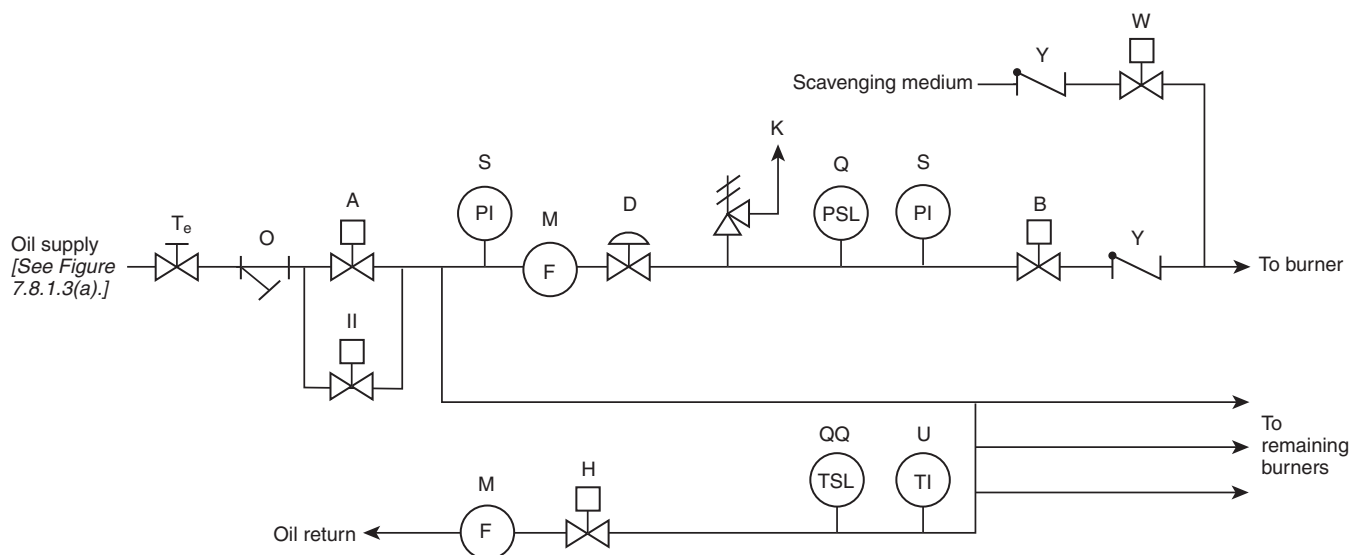 W
Y
Scavenging medium
K
S
Q
S
A
M
D
B
Tₑ
O
PI
PSL
PI
Y
Oil supply
[See Figure
7.8.1.3(a).]
F
To burner
II
To
remaining
burners
QQ
U
H
M
TSL
TI
Oil return
F